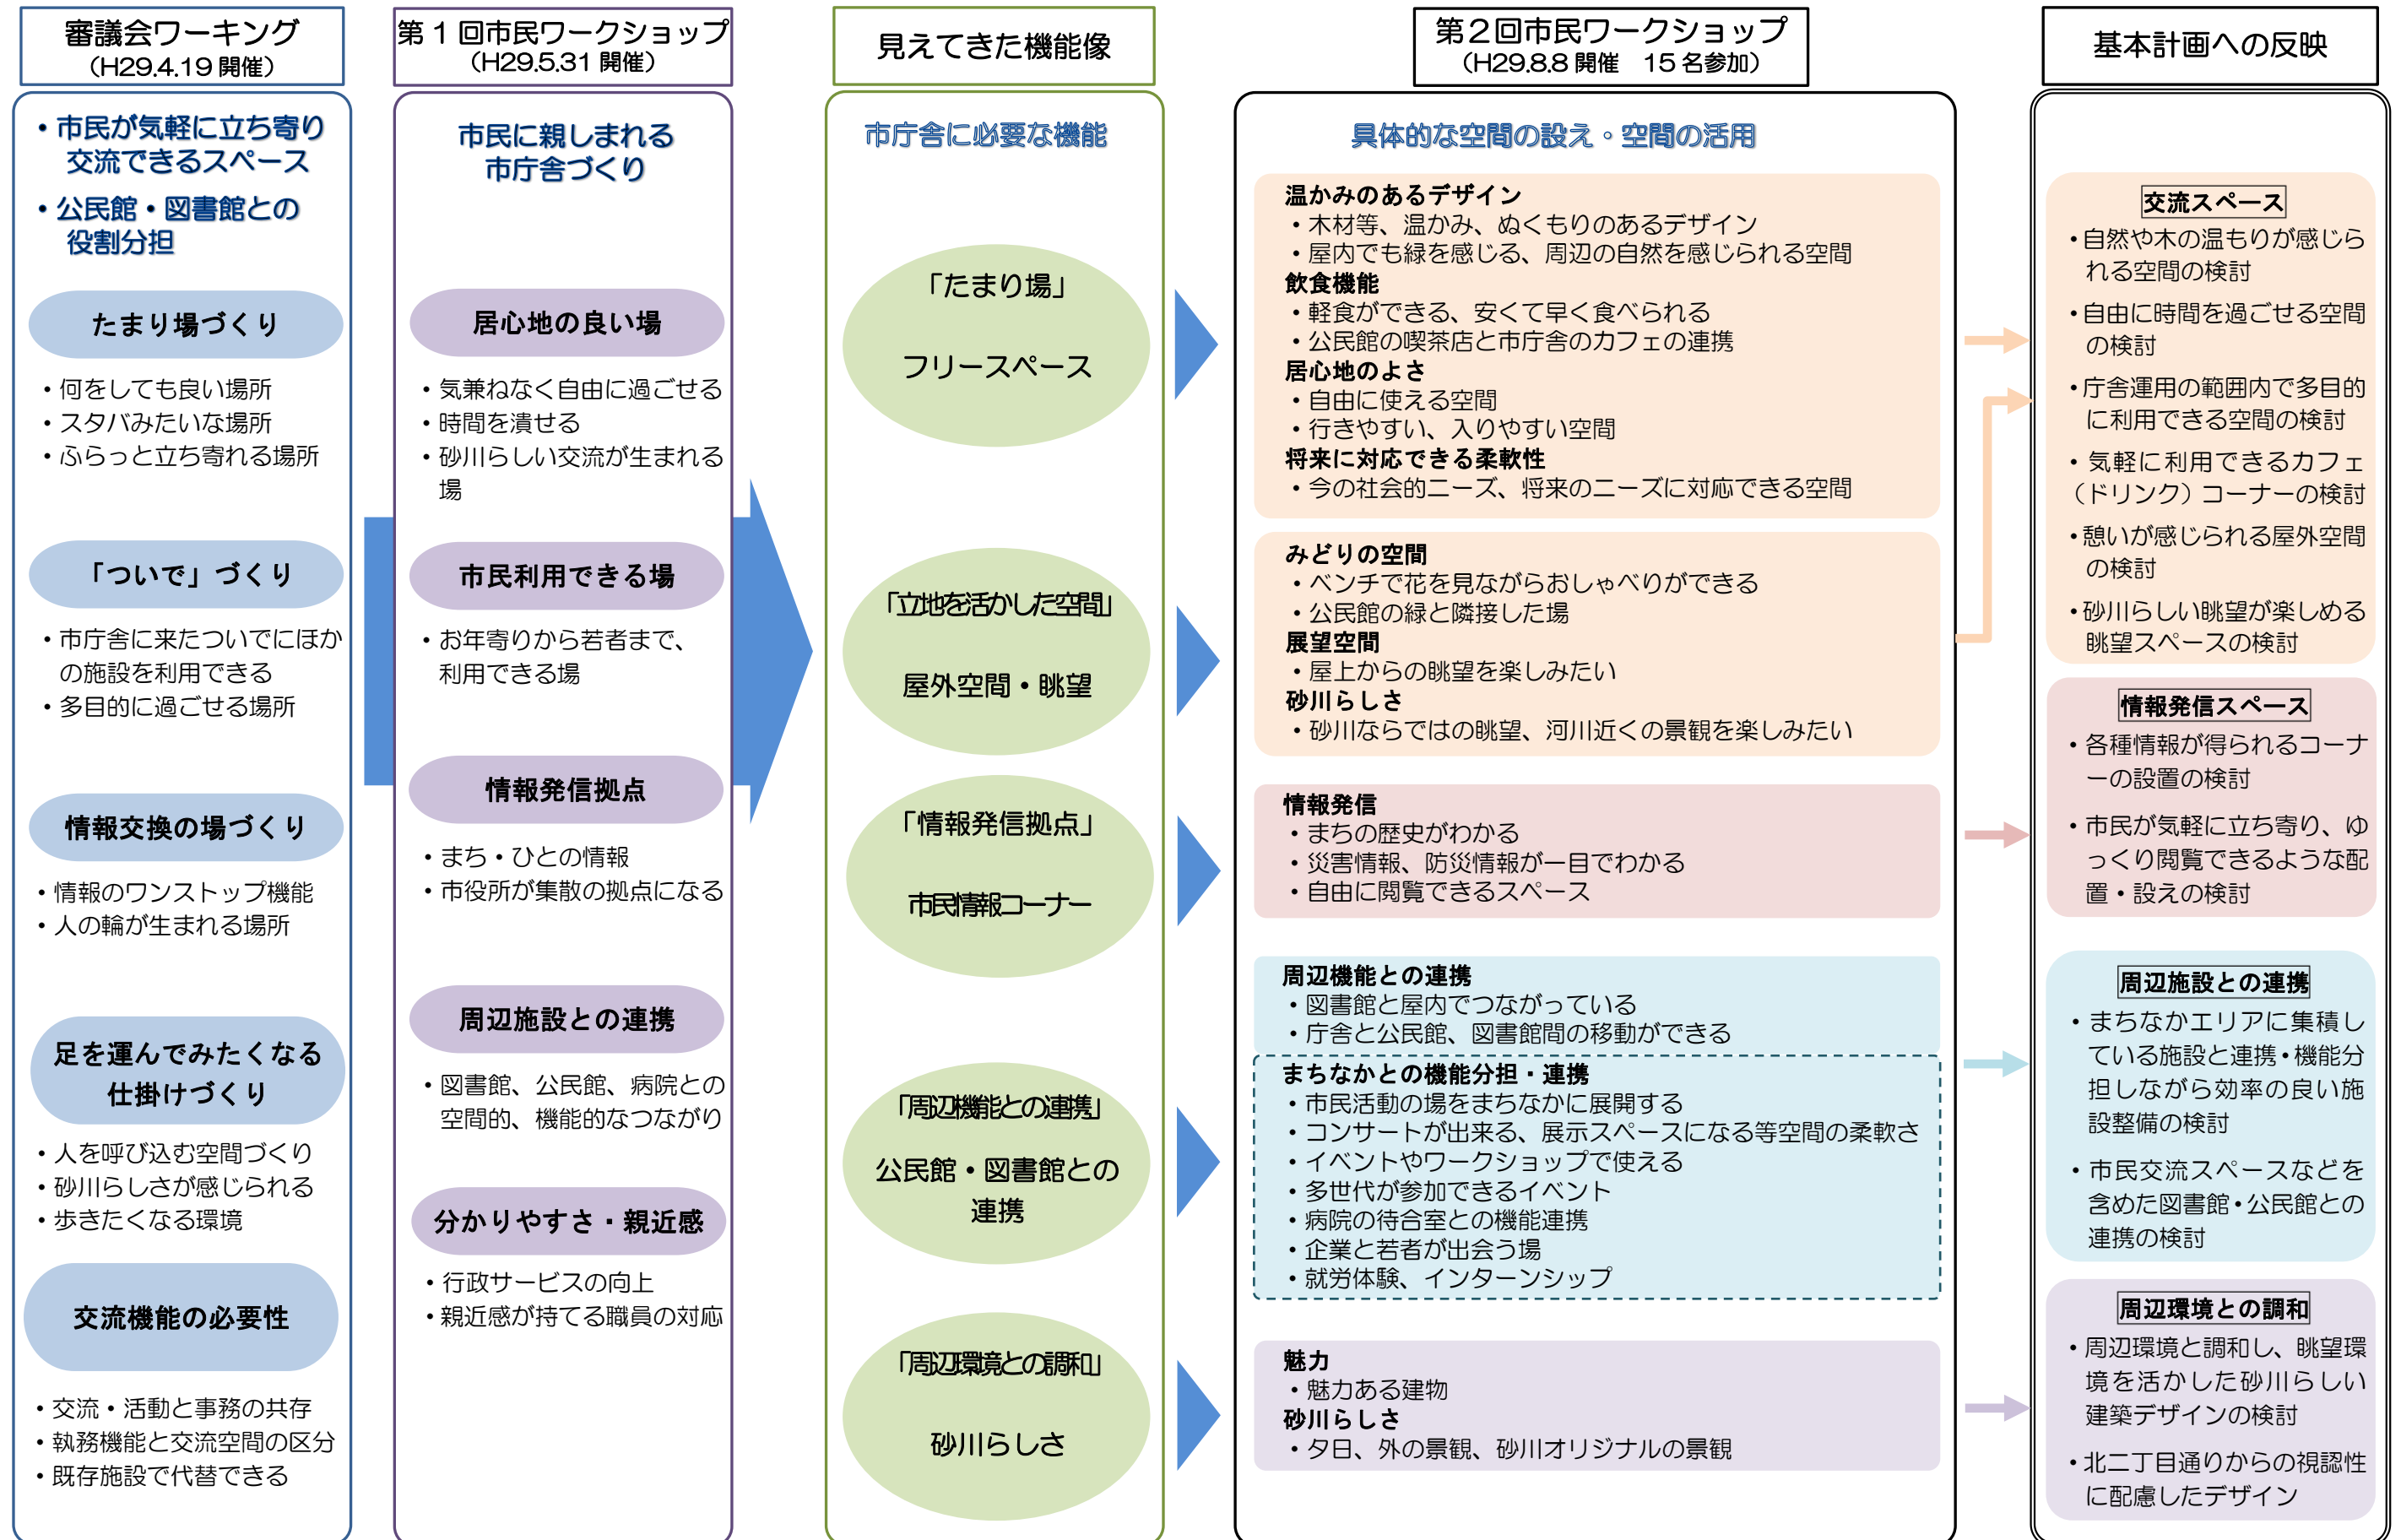 審議会ワーキング
（H29.4.19 開催）
・市民が気軽に立ち寄り
交流できるスペース
・公民館・図書館との
役割分担
たまり場づくり
・何をしても良い場所
・スタバみたいな場所
・ふらっと立ち寄れる場所
「ついで」づくり
・市庁舎に来たついでにほか
の施設を利用できる
・多目的に過ごせる場所
情報交換の場づくり
・情報のワンストップ機能
・人の輪が生まれる場所
足を運んでみたくなる
仕掛けづくり
・人を呼び込む空間づくり
・砂川らしさが感じられる
・歩きたくなる環境
交流機能の必要性
・交流・活動と事務の共存
・執務機能と交流空間の区分
・既存施設で代替できる
第1回市民ワークショップ
（H29.5.31 開催）
市民に親しまれる
市庁舎づくり
居心地の良い場
・気兼ねなく自由に過ごせる
・時間を潰せる
・砂川らしい交流が生まれる
場
市民利用できる場
・お年寄りから若者まで、
利用できる場
情報発信拠点
・まち・ひとの情報
・市役所が集散の拠点になる
周辺施設との連携
・図書館、公民館、病院との
空間的、機能的なつながり
分かりやすさ・親近感
・行政サービスの向上
・親近感が持てる職員の対応
見えてきた機能像
市庁舎に必要な機能
「たまり場」
フリースペース
「立地を活かした空間」
屋外空間・眺望
「情報発信拠点」
市民情報コーナー
「周辺機能との連携」
公民館・図書館との
連携
「周辺環境との調和」
砂川らしさ
第2回市民ワークショップ
（H29.8.8 開催　15名参加）
具体的な空間の設え・空間の活用
温かみのあるデザイン
・木材等、温かみ、ぬくもりのあるデザイン
・屋内でも緑を感じる、周辺の自然を感じられる空間
飲食機能
・軽食ができる、安くて早く食べられる
・公民館の喫茶店と市庁舎のカフェの連携
居心地のよさ
・自由に使える空間
・行きやすい、入りやすい空間
将来に対応できる柔軟性
・今の社会的ニーズ、将来のニーズに対応できる空間
みどりの空間
・ベンチで花を見ながらおしゃべりができる
・公民館の緑と隣接した場
展望空間
・屋上からの眺望を楽しみたい
砂川らしさ
・砂川ならではの眺望、河川近くの景観を楽しみたい
情報発信
・まちの歴史がわかる
・災害情報、防災情報が一目でわかる
・自由に閲覧できるスペース
周辺機能との連携
・図書館と屋内でつながっている
・庁舎と公民館、図書館間の移動ができる
まちなかとの機能分担・連携
・市民活動の場をまちなかに展開する
・コンサートが出来る、展示スペースになる等空間の柔軟さ
・イベントやワークショップで使える
・多世代が参加できるイベント
・病院の待合室との機能連携
・企業と若者が出会う場
・就労体験、インターンシップ
魅力
・魅力ある建物
砂川らしさ
・夕日、外の景観、砂川オリジナルの景観
基本計画への反映
交流スペース
・自然や木の温もりが感じら
れる空間の検討
・自由に時間を過ごせる空間
の検討
・庁舎運用の範囲内で多目的
に利用できる空間の検討
・気軽に利用できるカフェ
（ドリンク）コーナーの検討
・憩いが感じられる屋外空間
の検討
・砂川らしい眺望が楽しめる
眺望スペースの検討
情報発信スペース
・各種情報が得られるコーナ
ーの設置の検討
・市民が気軽に立ち寄り、ゆ
っくり閲覧できるような配
置・設えの検討
周辺施設との連携
・まちなかエリアに集積し
ている施設と連携・機能分
担しながら効率の良い施
設整備の検討
・市民交流スペースなどを
含めた図書館・公民館との
連携の検討
周辺環境との調和
・周辺環境と調和し、眺望環
境を活かした砂川らしい
建築デザインの検討
・北二丁目通りからの視認性
に配慮したデザイン